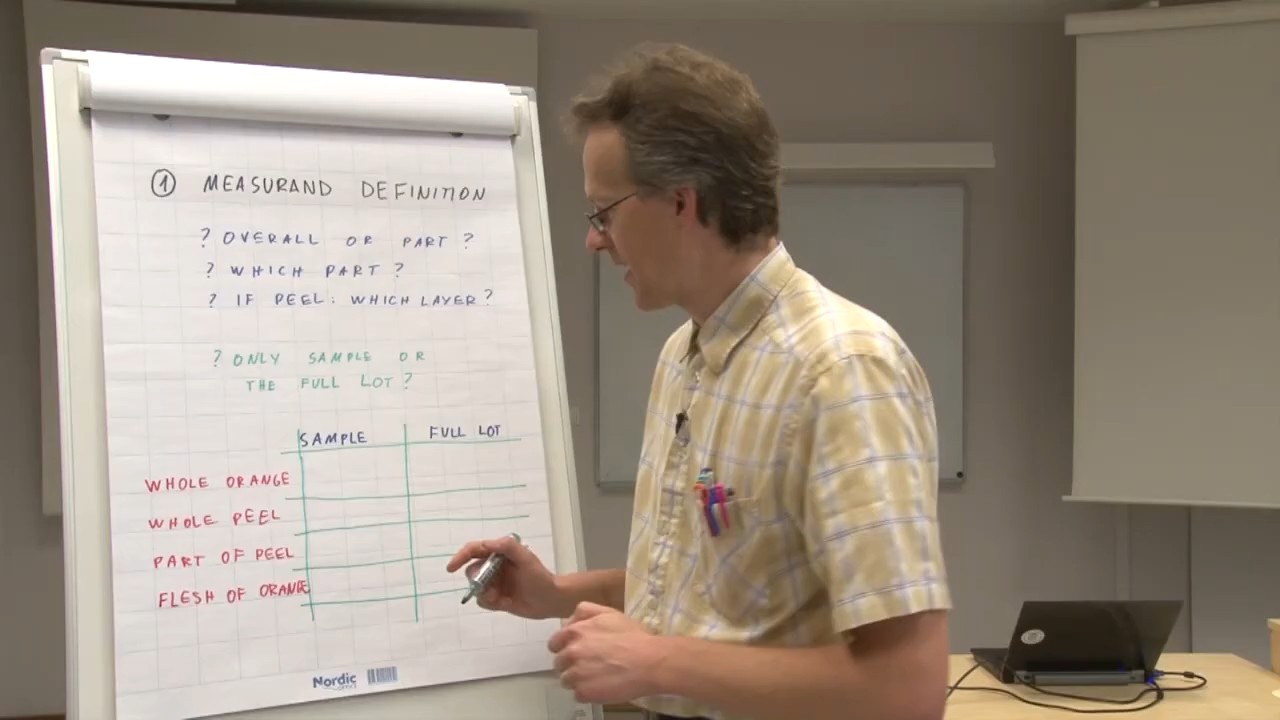 ① MEASURAND DEFINITION
? OVERALL OR PART ?
? WHICH PART ?
? IF PEEL: WHICH LAYER ?
? ONLY SAMPLE OR
THE FULL LOT ?
SAMPLE FULL LOT
WHOLE ORANGE
WHOLE PEEL
PART OF PEEL
FLESH OF ORANGE
Nordic